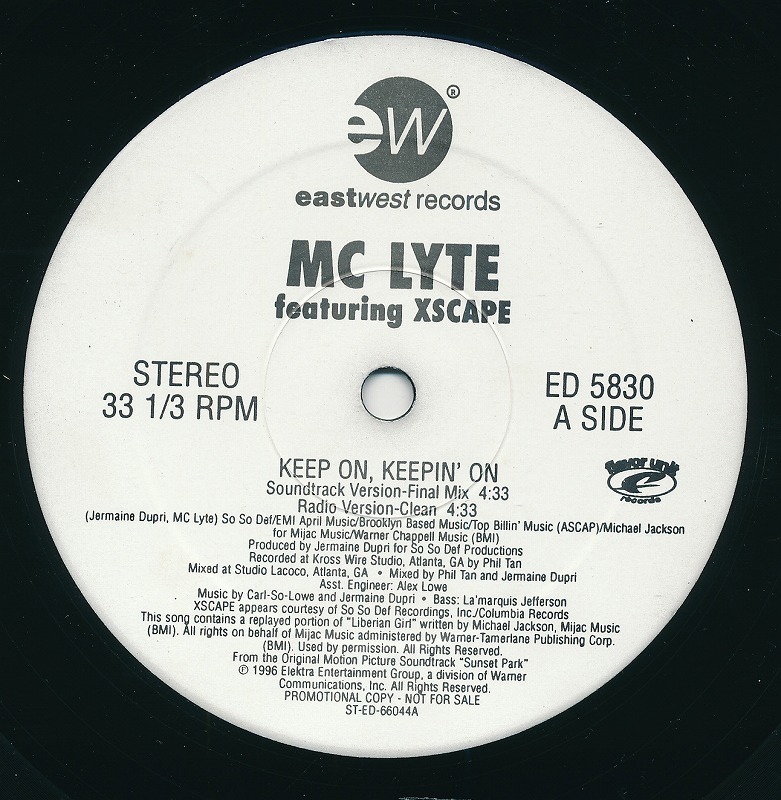 ew ®
eastwest records
MC LYTE
featuring XSCAPE
STEREO
33 1/3 RPM
ED 5830
A SIDE
flavor unit
records
KEEP ON, KEEPIN' ON
Soundtrack Version-Final Mix 4:33
Radio Version-Clean 4:33
(Jermaine Dupri, MC Lyte) So So Def/EMI April Music/Brooklyn Based Music/Top Billin' Music (ASCAP)/Michael Jackson
for Mijac Music/Warner Chappell Music (BMI)
Produced by Jermaine Dupri for So So Def Productions
Recorded at Kross Wire Studio, Atlanta, GA by Phil Tan
Mixed at Studio Lacoco, Atlanta, GA • Mixed by Phil Tan and Jermaine Dupri
Asst. Engineer: Alex Lowe
Music by Carl-So-Lowe and Jermaine Dupri • Bass: La'marquis Jefferson
XSCAPE appears courtesy of So So Def Recordings, Inc./Columbia Records
This song contains a replayed portion of "Liberian Girl" written by Michael Jackson, Mijac Music
(BMI). All rights on behalf of Mijac Music administered by Warner-Tamerlane Publishing Corp.
(BMI). Used by permission. All Rights Reserved.
From the Original Motion Picture Soundtrack "Sunset Park"
℗ 1996 Elektra Entertainment Group, a division of Warner
Communications, Inc. All Rights Reserved.
PROMOTIONAL COPY - NOT FOR SALE
ST-ED-66044A